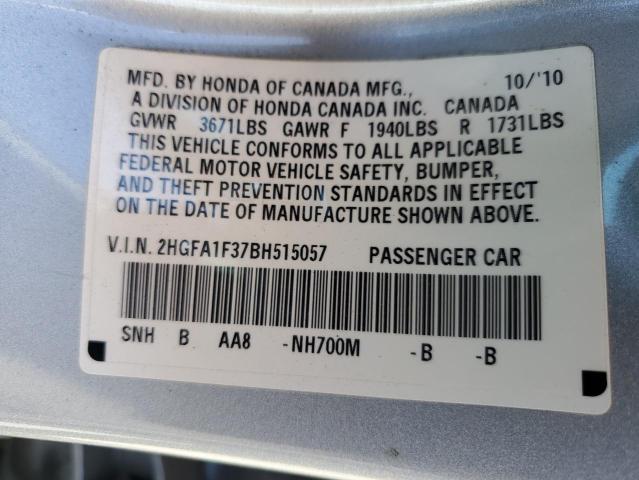 MFD. BY HONDA OF CANADA MFG., 10/'10
A DIVISION OF HONDA CANADA INC. CANADA
GVWR 3671LBS GAWR F 1940LBS R 1731LBS
THIS VEHICLE CONFORMS TO ALL APPLICABLE
FEDERAL MOTOR VEHICLE SAFETY, BUMPER,
AND THEFT PREVENTION STANDARDS IN EFFECT
ON THE DATE OF MANUFACTURE SHOWN ABOVE.
V.I.N. 2HGFA1F37BH515057 PASSENGER CAR
SNH B AA8 -NH700M -B -B